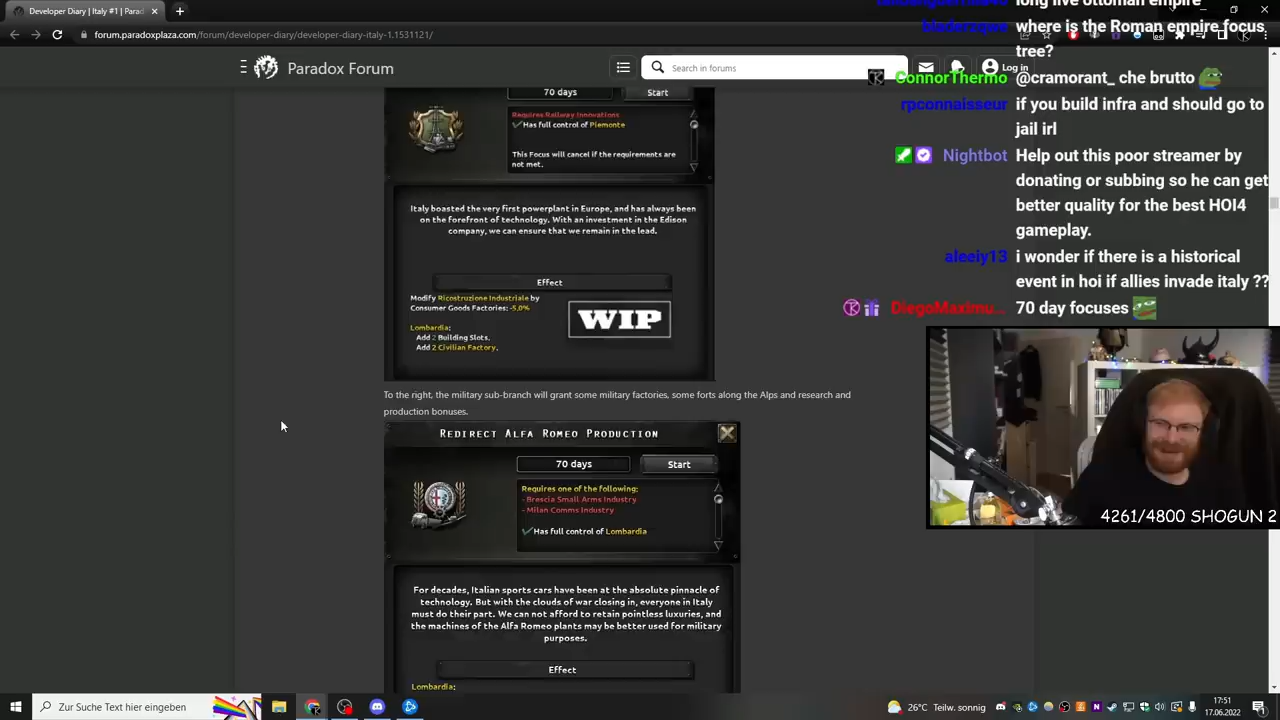 Developer Diary | Italy #1 | Parad
forum.paradoxplaza.com/forum/developer-diary/developer-diary-italy-1.1531121/
Paradox Forum
Search in forums
Log in
70 days
Start
Requires Railway Innovations
Has full control of Piemonte
This Focus will cancel if the requirements are
not met.
Italy boasted the very first powerplant in Europe, and has always been
on the forefront of technology. With an investment in the Edison
company, we can ensure that we remain in the lead.
Effect
Modify Ricostruzione Industriale by
Consumer Goods Factories: -5,0%
Lombardia:
Add 2 Building Slots.
Add 2 Civilian Factory.
WIP
To the right, the military sub-branch will grant some military factories, some forts along the Alps and research and
production bonuses.
Redirect Alfa Romeo Production
70 days
Start
Requires one of the following:
- Brescia Small Arms Industry
- Milan Comms Industry
Has full control of Lombardia
For decades, Italian sports cars have been at the absolute pinnacle of
technology. But with the clouds of war closing in, everyone in Italy
must do their part. We can not afford to retain pointless luxuries, and
the machines of the Alfa Romeo plants may be better used for military
purposes.
Effect
Lombardia:
long live ottoman empire
where is the Roman empire focus
tree?
ConnorThermo @cramorant_ che brutto
rpconnaisseur if you build infra and should go to
jail irl
Nightbot Help out this poor streamer by
donating or subbing so he can get
better quality for the best HOI4
gameplay.
aleeiy13 i wonder if there is a historical
event in hoi if allies invade italy ??
DiegoMaximu... 70 day focuses
4261/4800 SHOGUN 2
Zur Suche Text hier eingeben
26°C Teilw. sonnig
17:51
17.06.2022